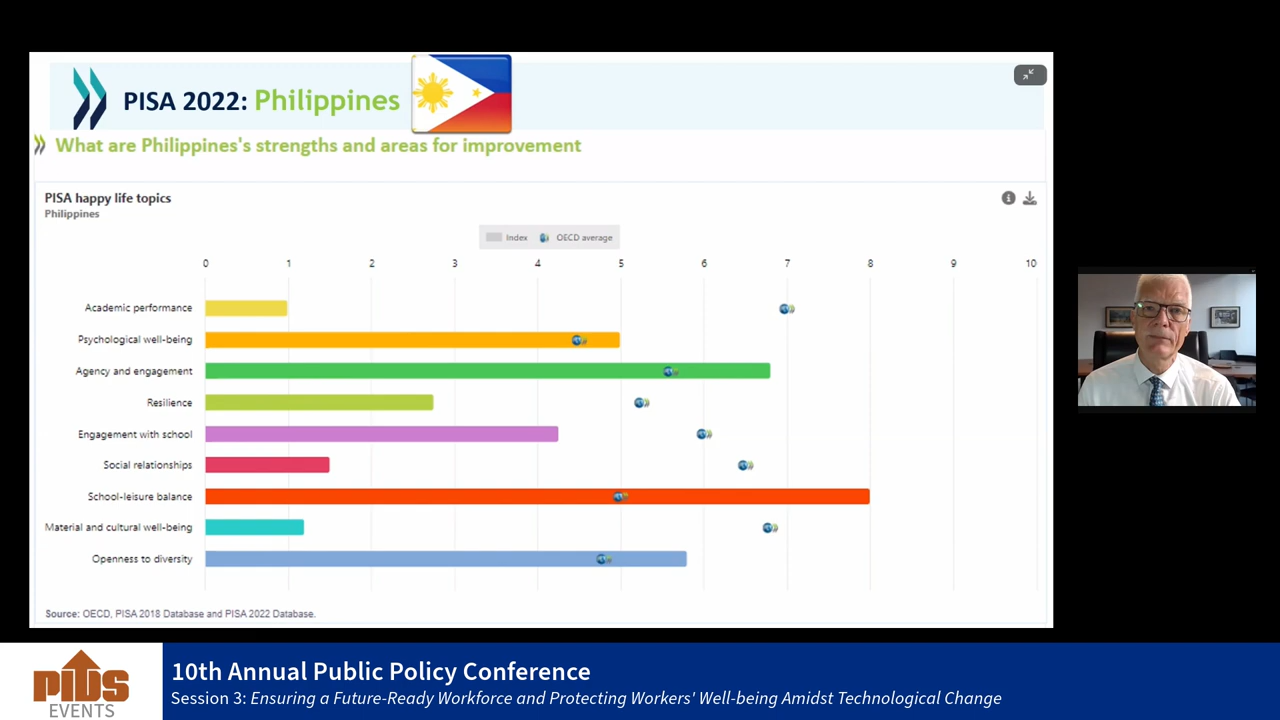 PISA 2022: Philippines
What are Philippines's strengths and areas for improvement
PISA happy life topics
Philippines
Index OECD average
0 1 2 3 4 5 6 7 8 9 10
Academic performance
Psychological well-being
Agency and engagement
Resilience
Engagement with school
Social relationships
School-leisure balance
Material and cultural well-being
Openness to diversity
Source: OECD, PISA 2018 Database and PISA 2022 Database.
PIDS
EVENTS
10th Annual Public Policy Conference
Session 3: Ensuring a Future-Ready Workforce and Protecting Workers' Well-being Amidst Technological Change